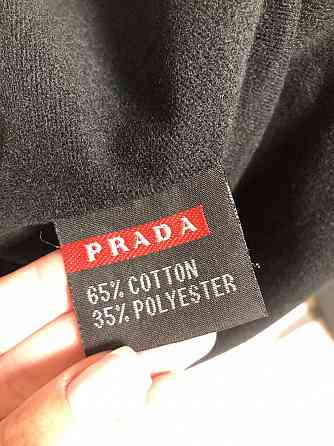 PRADA
65% COTTON
35% POLYESTER